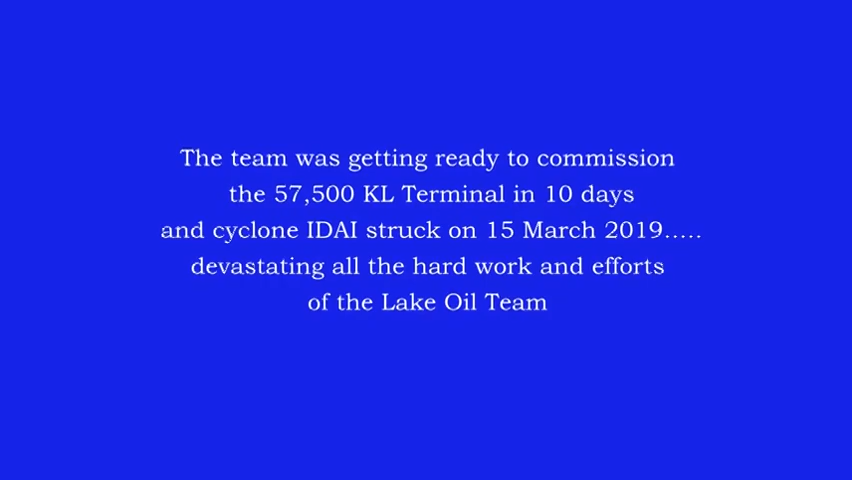 The team was getting ready to commission
the 57,500 KL Terminal in 10 days
and cyclone IDAI struck on 15 March 2019.....
devastating all the hard work and efforts
of the Lake Oil Team